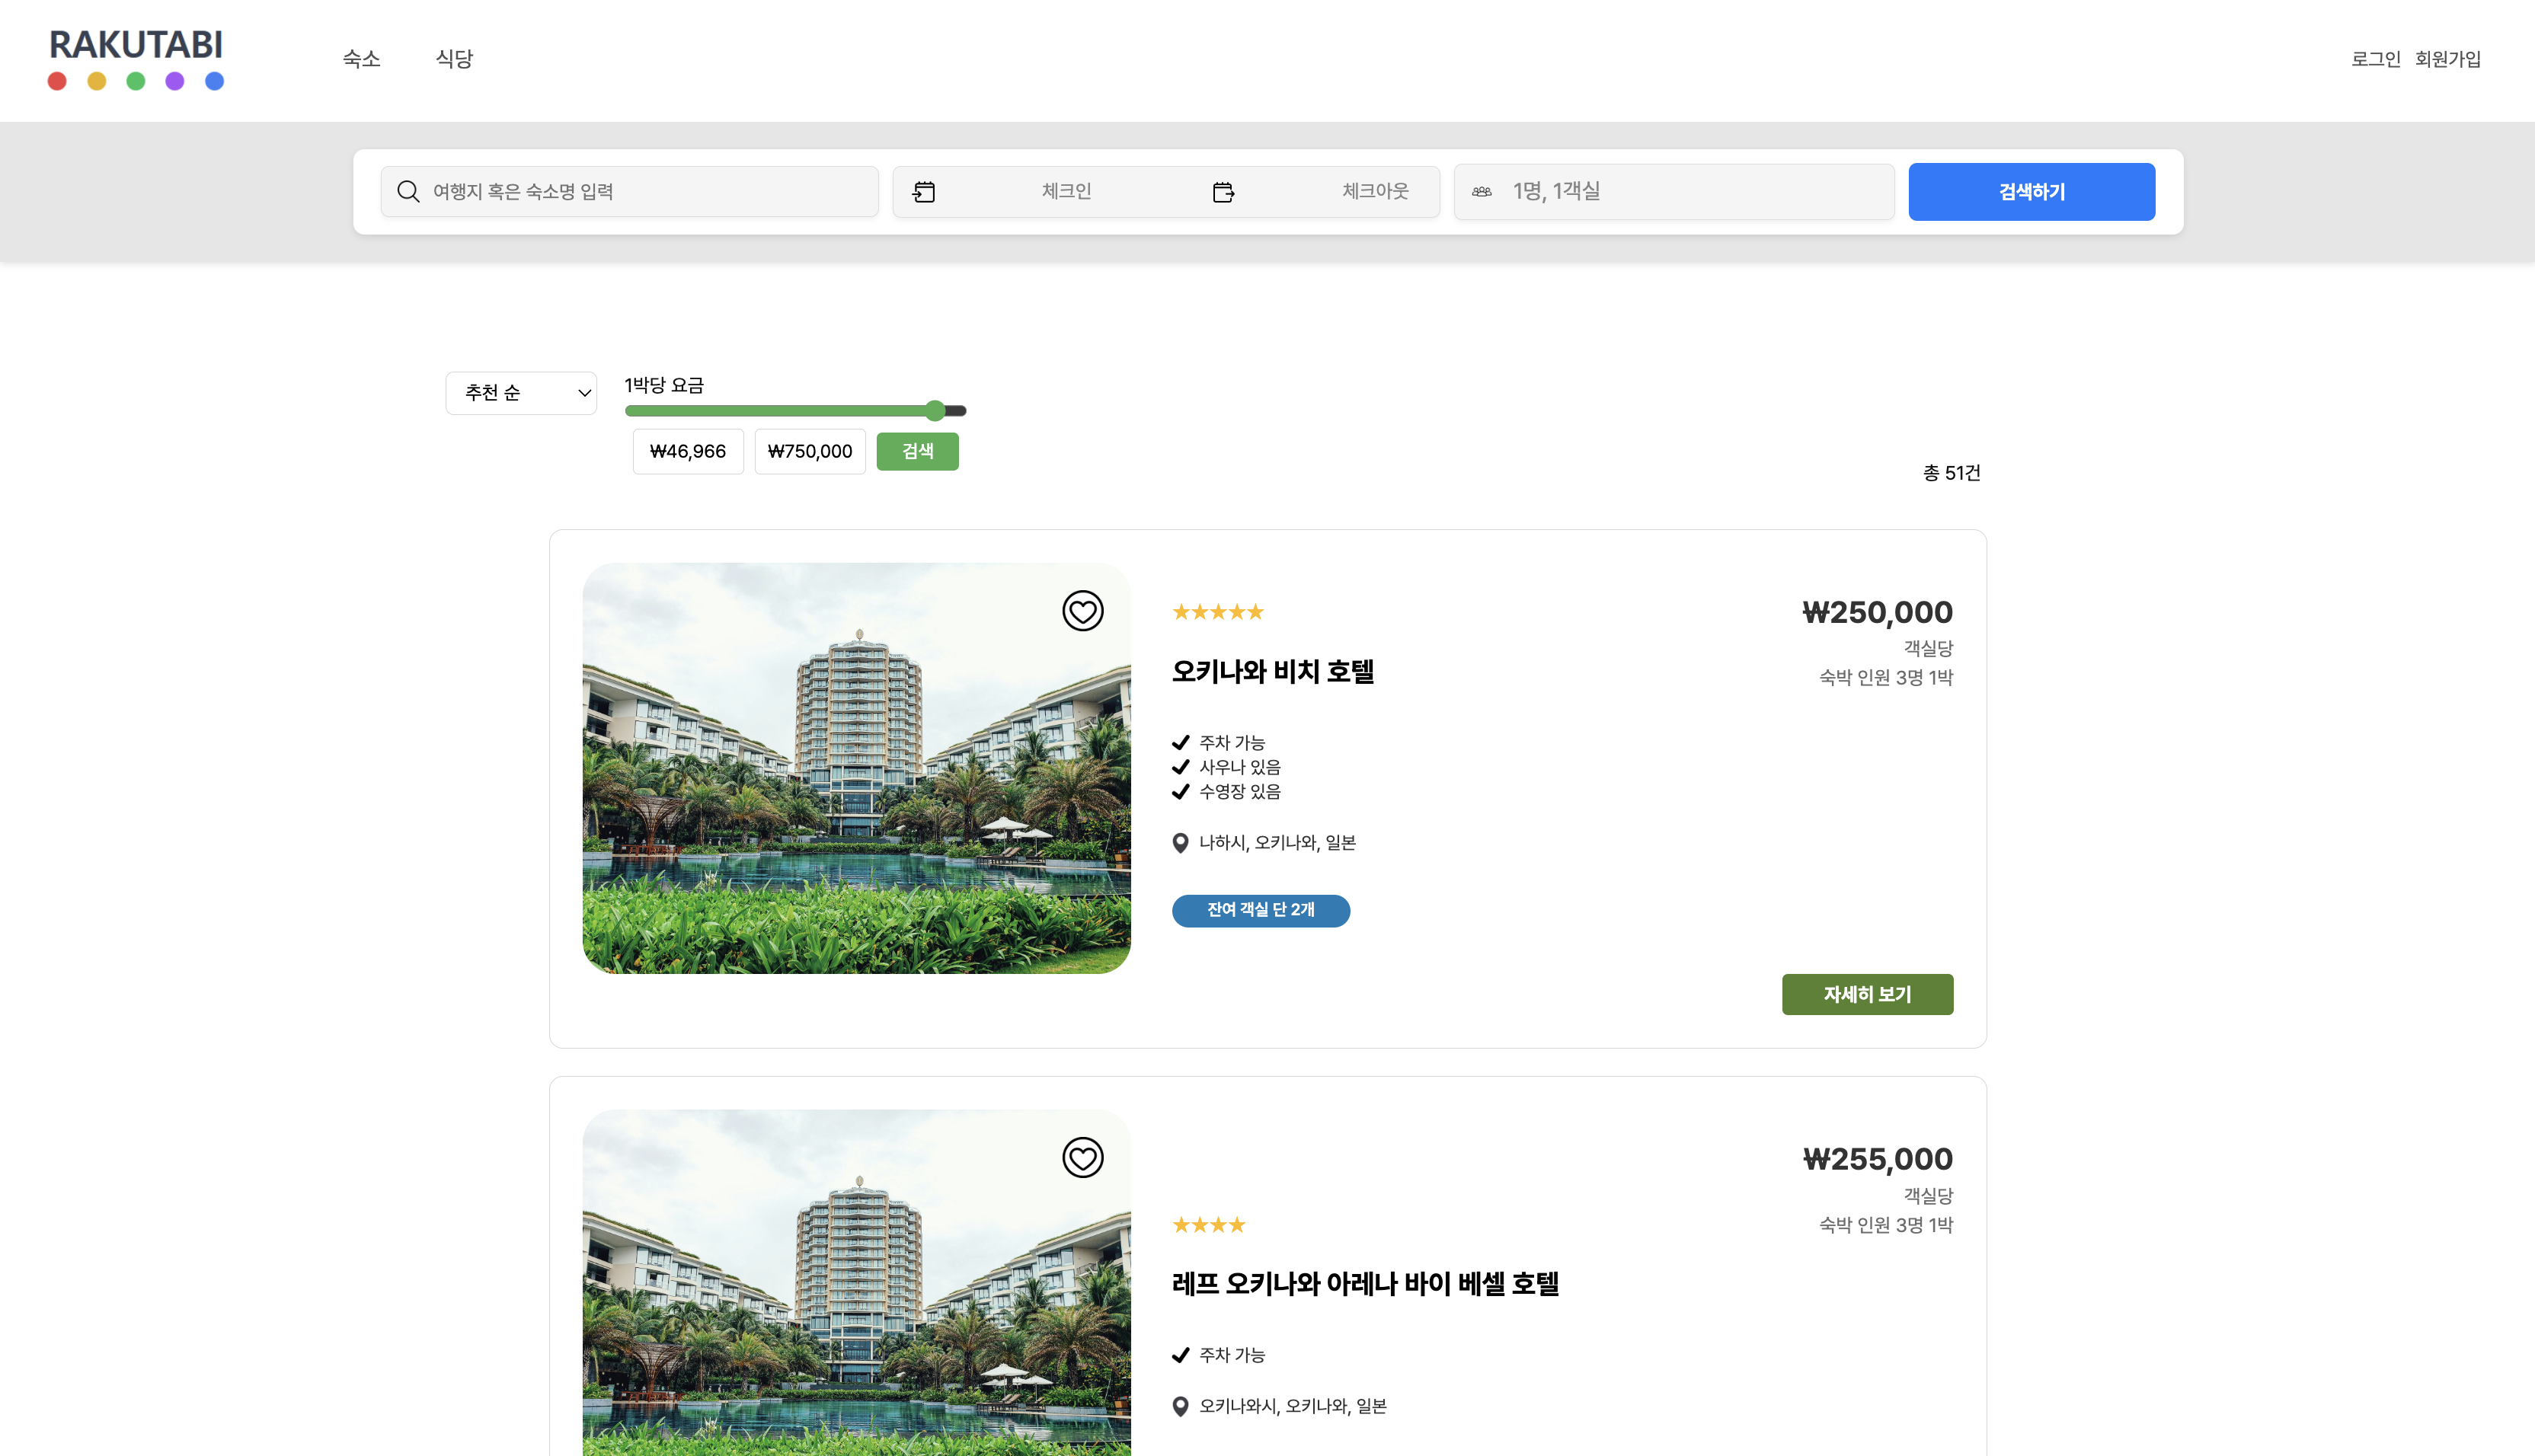 RAKUTABI
숙소 식당
로그인 회원가입
여행지 혹은 숙소명 입력
체크인
체크아웃
1명, 1객실
검색하기
추천 순
1박당 요금
₩46,966
₩750,000
검색
총 51건
★★★★★
오키나와 비치 호텔
주차 가능
사우나 있음
수영장 있음
나하시, 오키나와, 일본
잔여 객실 단 2개
₩250,000
객실당
숙박 인원 3명 1박
자세히 보기
★★★★
레프 오키나와 아레나 바이 베셀 호텔
주차 가능
오키나와시, 오키나와, 일본
₩255,000
객실당
숙박 인원 3명 1박